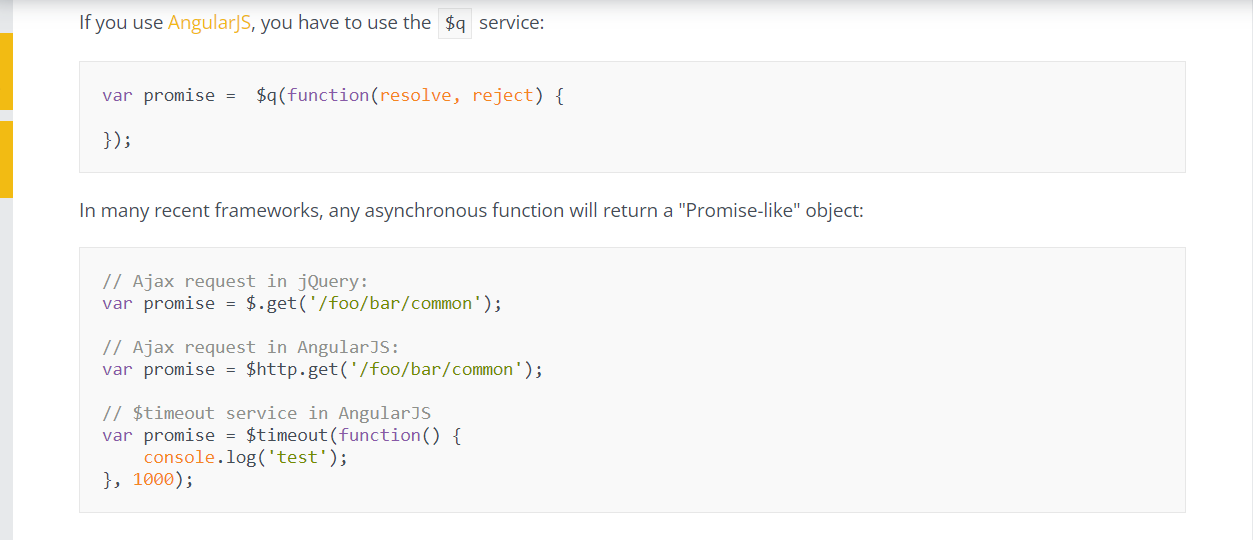 If you use AngularJS, you have to use the $q service:
var promise =  $q(function(resolve, reject) {
});
In many recent frameworks, any asynchronous function will return a "Promise-like" object:
// Ajax request in jQuery:
var promise = $.get('/foo/bar/common');
// Ajax request in AngularJS:
var promise = $http.get('/foo/bar/common');
// $timeout service in AngularJS
var promise = $timeout(function() {
    console.log('test');
}, 1000);